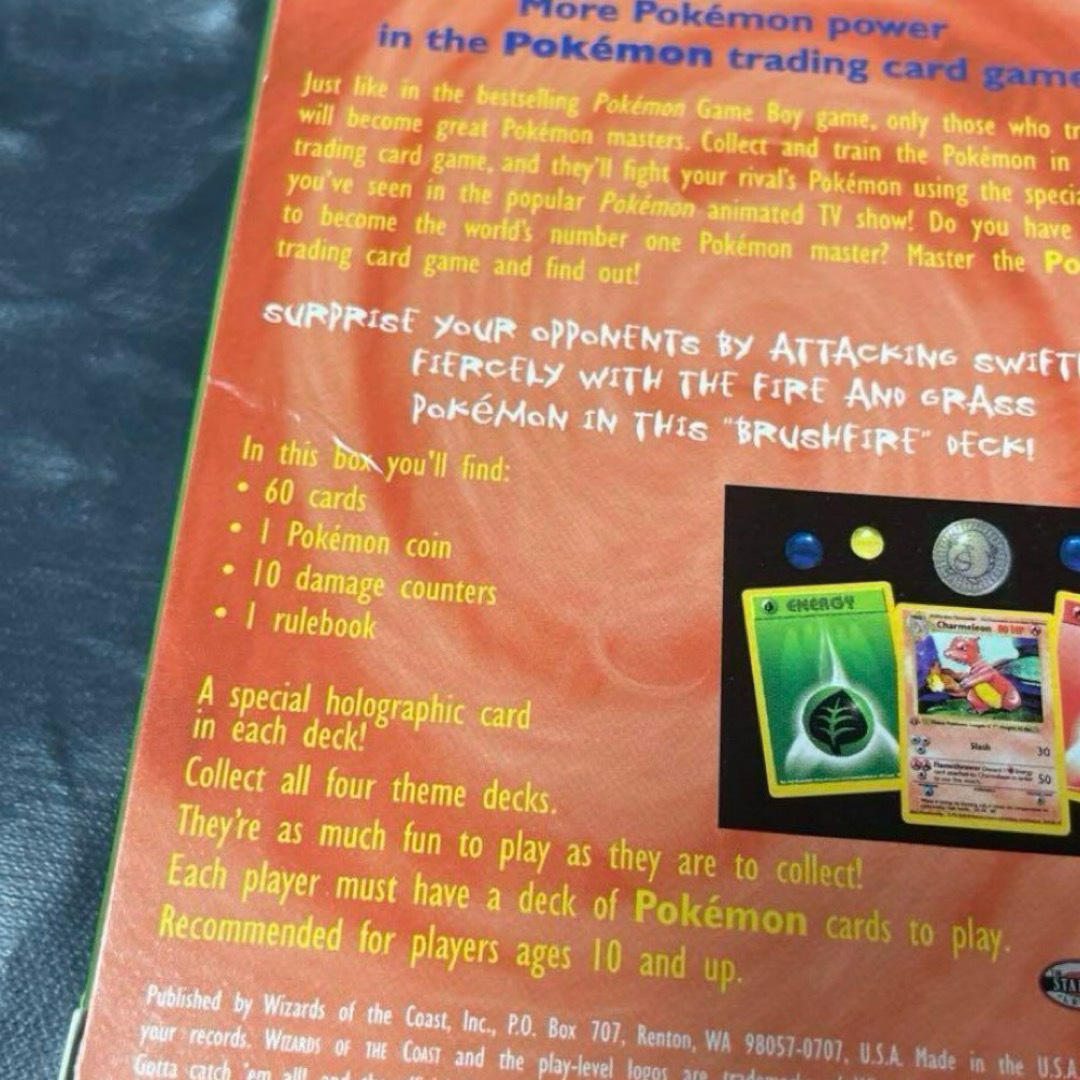 More Pokémon power
in the Pokémon trading card game
Just like in the bestselling Pokémon Game Boy game, only those who
will become great Pokémon masters. Collect and train the Pokémon in
trading card game, and they'll fight your rival's Pokémon using the
you've seen in the popular Pokémon animated TV show! Do you have
to become the world's number one Pokémon master? Master the
trading card game and find out!
SURPRISE YOUR OPPONENTS BY ATTACKING
FIERCELY WITH THE FIRE AND GRASS
POKéMON IN THIS "BRUSHFIRE" DECK!
In this box you'll find:
• 60 cards
• 1 Pokémon coin
• 10 damage counters
• 1 rulebook
ENERGY
Charmeleon 80 HP
Slash 30
Flamethrower
50
A special holographic card
in each deck!
Collect all four theme decks.
They're as much fun to play as they are to collect!
Each player must have a deck of Pokémon cards to play.
Recommended for players ages 10 and up.
Published by Wizards of the Coast, Inc., P.O. Box 707, Renton, WA 98057-0707, U.S.A. Made in the U.S.A.
your records. WIZARDS OF THE COAST and the play-level logos are
Gotta catch 'em all! and